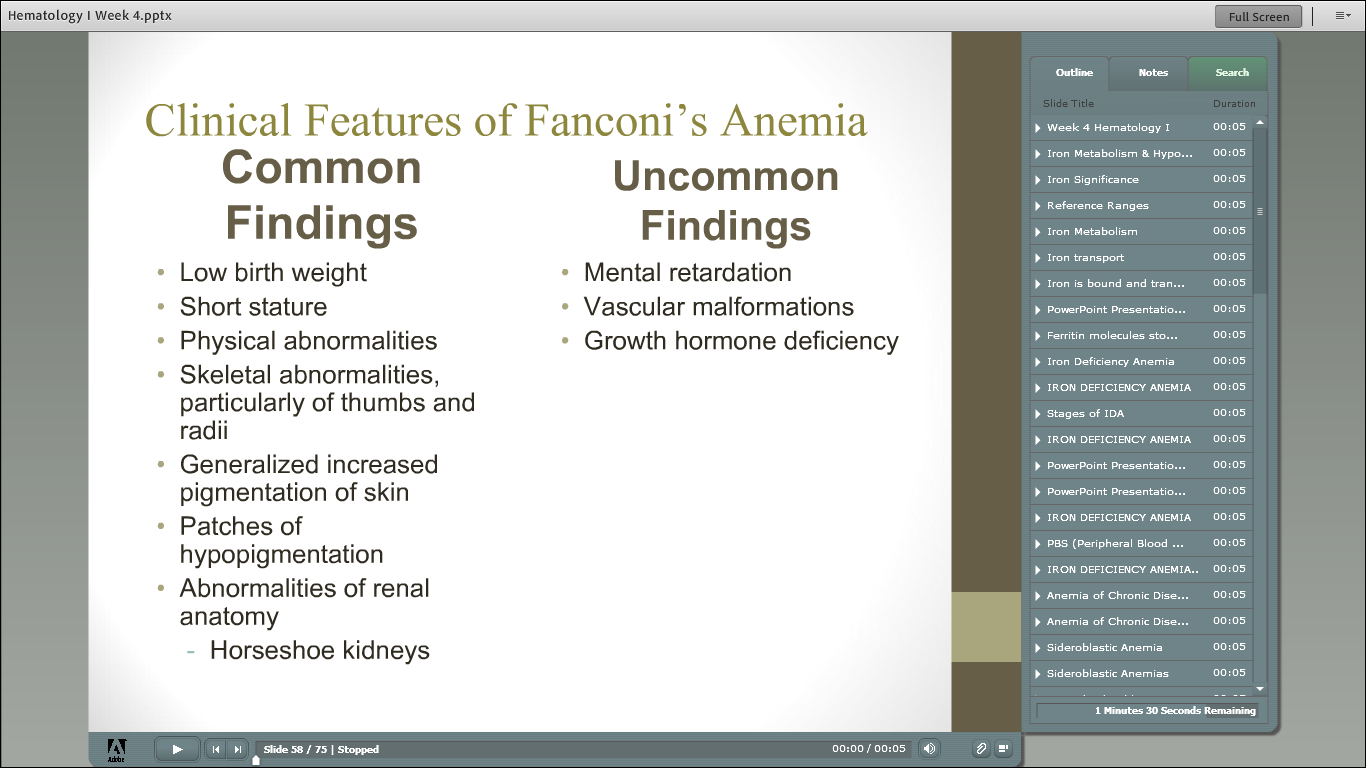 Hematology I Week 4.pptx
Full Screen
Clinical Features of Fanconi's Anemia
Common
Findings
• Low birth weight
• Short stature
• Physical abnormalities
• Skeletal abnormalities,
particularly of thumbs and
radii
• Generalized increased
pigmentation of skin
• Patches of
hypopigmentation
• Abnormalities of renal
anatomy
- Horseshoe kidneys
Uncommon
Findings
• Mental retardation
• Vascular malformations
• Growth hormone deficiency
Outline Notes Search
Slide Title Duration
Week 4 Hematology I 00:05
Iron Metabolism & Hypo... 00:05
Iron Significance 00:05
Reference Ranges 00:05
Iron Metabolism 00:05
Iron transport 00:05
Iron is bound and tran... 00:05
PowerPoint Presentatio... 00:05
Ferritin molecules sto... 00:05
Iron Deficiency Anemia 00:05
IRON DEFICIENCY ANEMIA 00:05
Stages of IDA 00:05
IRON DEFICIENCY ANEMIA 00:05
PowerPoint Presentatio... 00:05
PowerPoint Presentatio... 00:05
IRON DEFICIENCY ANEMIA 00:05
PBS (Peripheral Blood ... 00:05
IRON DEFICIENCY ANEMIA.. 00:05
Anemia of Chronic Dise... 00:05
Anemia of Chronic Dise... 00:05
Sideroblastic Anemia 00:05
Sideroblastic Anemias 00:05
1 Minutes 30 Seconds Remaining
Adobe
Slide 58 / 75 | Stopped
00:00 / 00:05